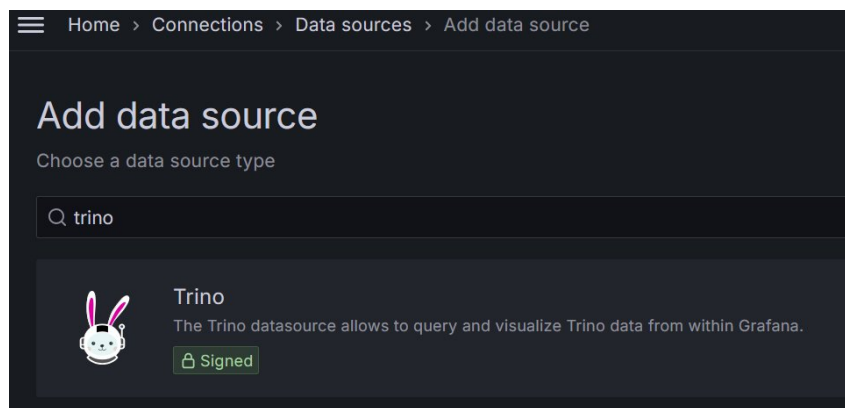 Home > Connections > Data sources > Add data source
Add data source
Choose a data source type
trino
Trino
The Trino datasource allows to query and visualize Trino data from within Grafana.
Signed